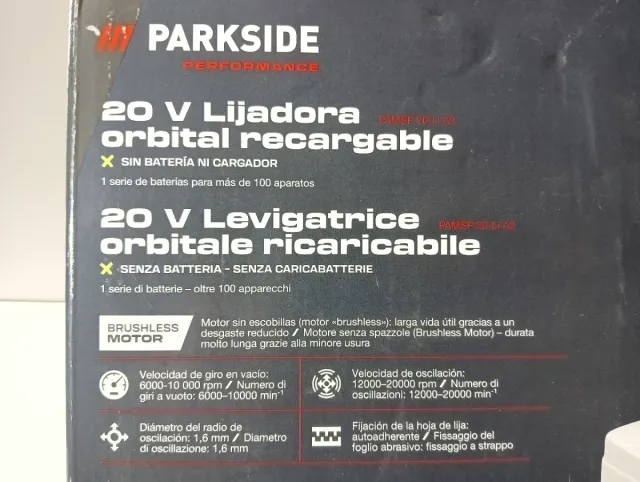 PARKSIDE
PERFORMANCE
20 V Lijadora
orbital recargable
SIN BATERÍA NI CARGADOR
1 serie de baterías para más de 100 aparatos
20 V Levigatrice
orbitale ricaricabile
SENZA BATTERIA - SENZA CARICABATTERIE
1 serie di batterie – oltre 100 apparecchi
BRUSHLESS
MOTOR
Motor sin escobillas (motor «brushless»): larga vida útil gracias a un
desgaste reducido / Motore senza spazzole (Brushless Motor) – durata
molto lunga grazie alla minore usura
Velocidad de giro en vacío:
6000-10 000 rpm / Numero di
giri a vuoto: 6000–10000 min⁻¹
Velocidad de oscilación:
12000–20000 rpm / Numero di
oscillazioni: 12000–20000 min⁻¹
Diámetro del radio de
oscilación: 1,6 mm / Diametro
di oscillazione: 1,6 mm
Fijación de la hoja de lija:
autoadherente / Fissaggio del
foglio abrasivo: fissaggio a strappo